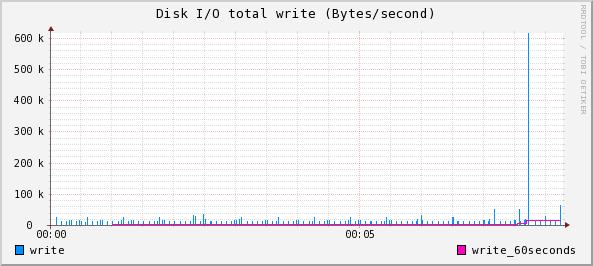 Disk I/O total write (Bytes/second)
RRDTOOL / TOBI OETIKER
600 k
500 k
400 k
300 k
200 k
100 k
0
00:00 00:05
write write_60seconds